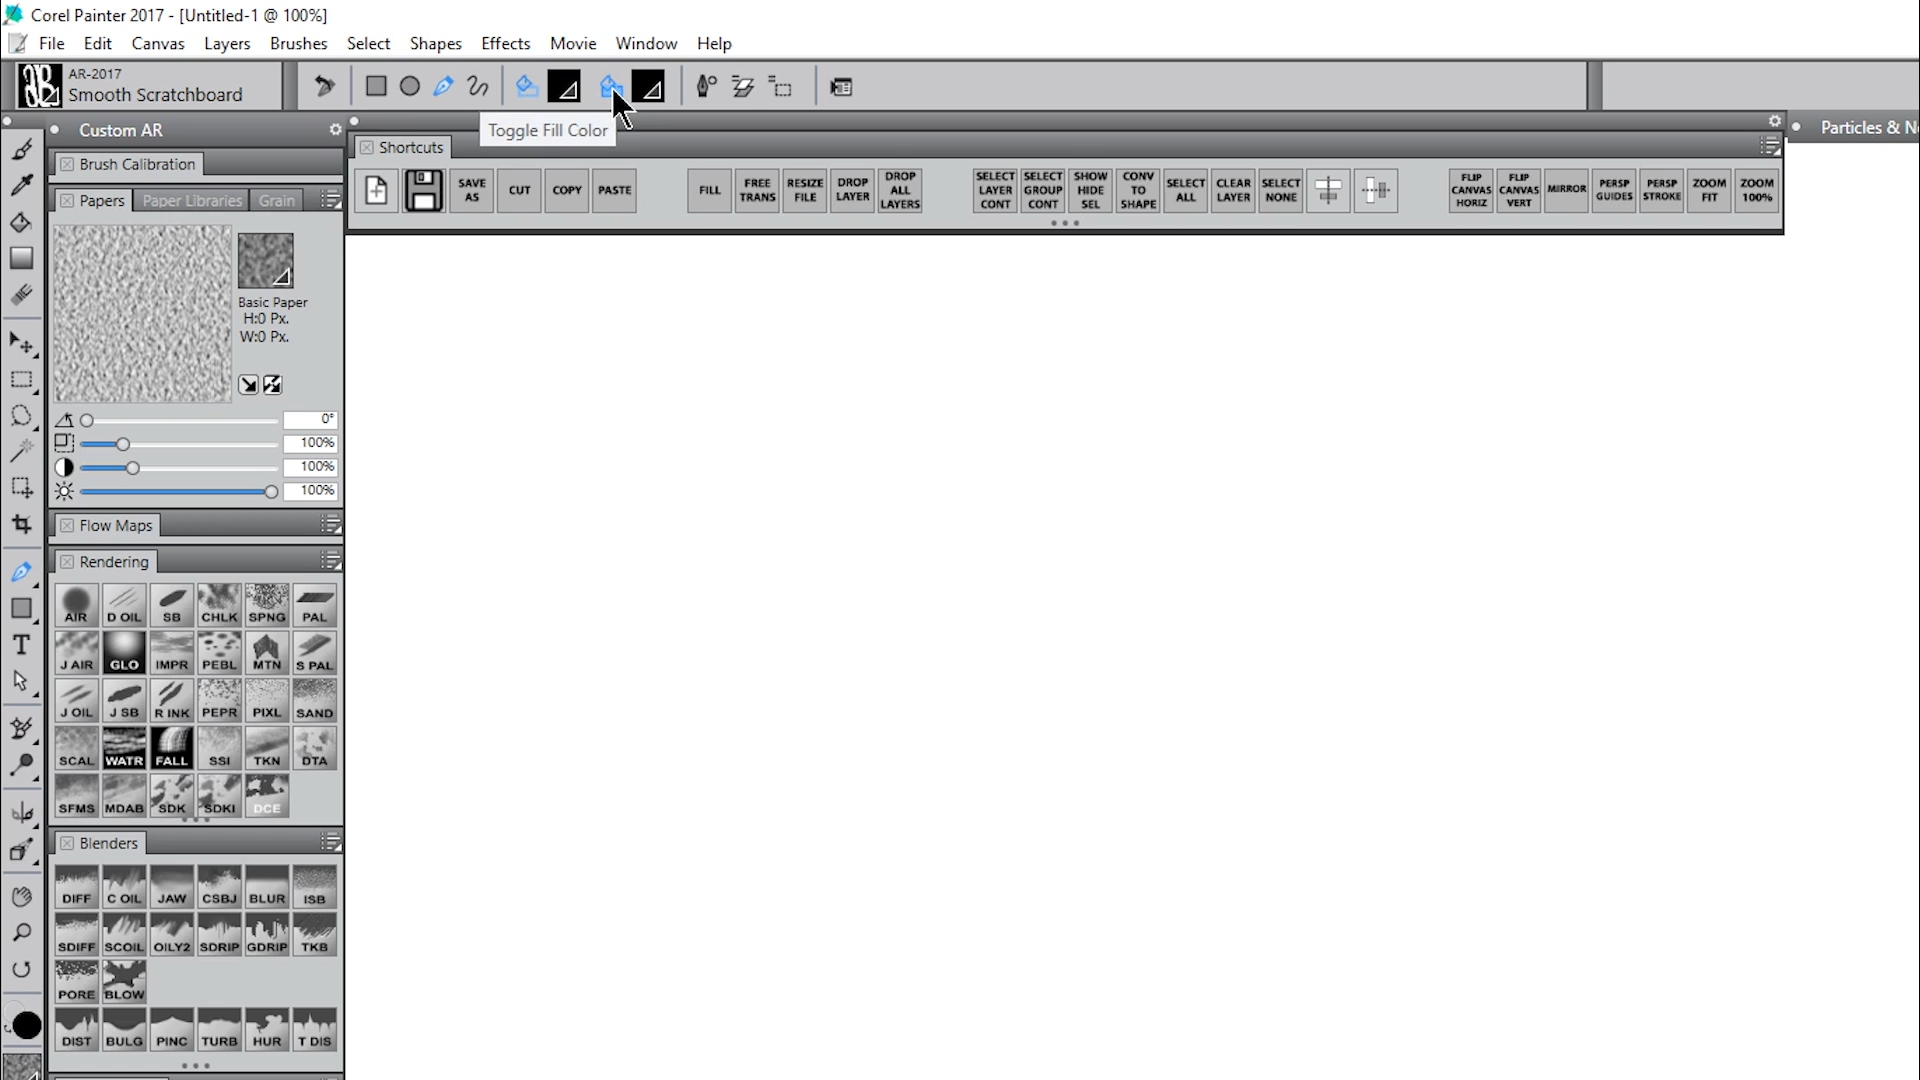 Corel Painter 2017 - [Untitled-1 @ 100%]
File Edit Canvas Layers Brushes Select Shapes Effects Movie Window Help
AR-2017
Smooth Scratchboard
Toggle Fill Color
Custom AR
Particles &
Shortcuts
Brush Calibration
SAVE AS CUT COPY PASTE FILL FREE TRANS RESIZE FILE DROP LAYER DROP ALL LAYERS SELECT LAYER CONT SELECT GROUP CONT SHOW HIDE SEL CONV TO SHAPE SELECT ALL CLEAR LAYER SELECT NONE FLIP CANVAS HORIZ FLIP CANVAS VERT MIRROR PERSP GUIDES PERSP STROKE ZOOM FIT ZOOM 100%
Papers Paper Libraries Grain
Basic Paper
H:0 Px.
W:0 Px.
0°
100%
100%
100%
Flow Maps
Rendering
AIR D OIL SB CHLK SPNG PAL
J AIR GLO IMPR PEBL MTN S PAL
J OIL J SB R INK PEPR PIXL SAND
SCAL WATR FALL SSI TKN DTA
SFMS MDAB SDK SDKI DCE
Blenders
DIFF C OIL JAW CSBJ BLUR ISB
SDIFF SCOIL OILY2 SDRIP GDRIP TKB
PORE BLOW
DIST BULG PINC TURB HUR T DIS